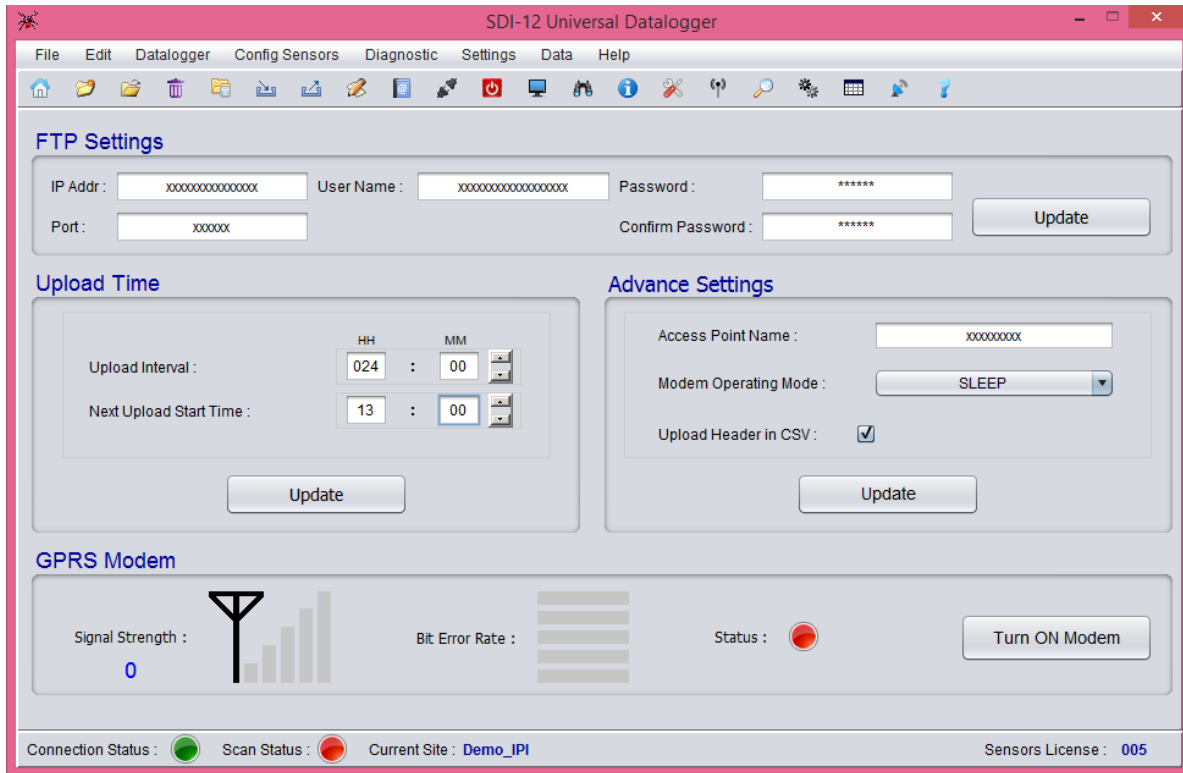 SDI-12 Universal Datalogger
File Edit Datalogger Config Sensors Diagnostic Settings Data Help
FTP Settings
IP Addr : xxxxxxxxxxxxxxx User Name : xxxxxxxxxxxxxxxxxx Password : ******
Port : xxxxxx Confirm Password : ****** Update
Upload Time
HH MM
Upload Interval : 024 : 00
Next Upload Start Time : 13 : 00
Update
Advance Settings
Access Point Name : xxxxxxxxx
Modem Operating Mode : SLEEP
Upload Header in CSV :
Update
GPRS Modem
Signal Strength : Bit Error Rate : Status : Turn ON Modem
0
Connection Status : Scan Status : Current Site : Demo_IPI Sensors License : 005